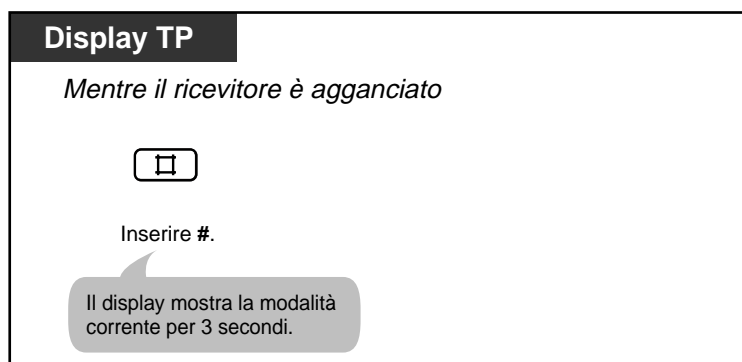 Display TP
Mentre il ricevitore è agganciato
#
Inserire #.
Il display mostra la modalità
corrente per 3 secondi.